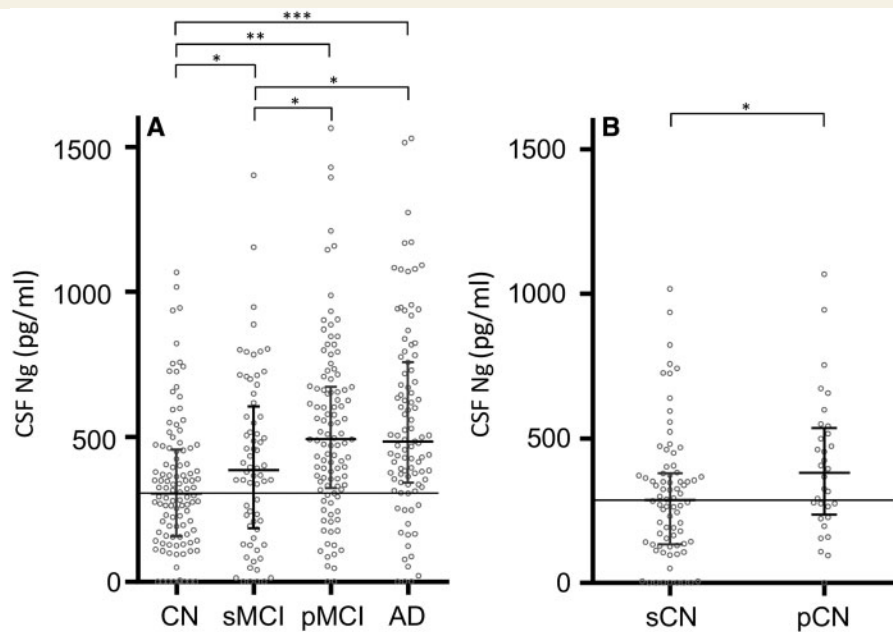 ***
**
*
*
*
A
1500
1000
500
0
CSF Ng (pg/ml)
CN sMCI pMCI AD
*
B
1500
1000
500
0
CSF Ng (pg/ml)
sCN pCN